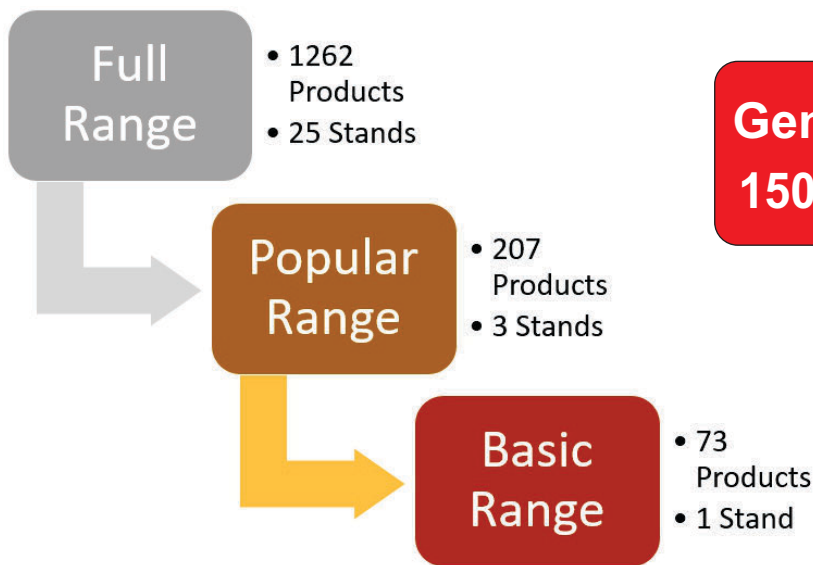 Full
Range
• 1262
Products
• 25 Stands
150
Popular
Range
• 207
Products
• 3 Stands
Basic
Range
• 73
Products
• 1 Stand